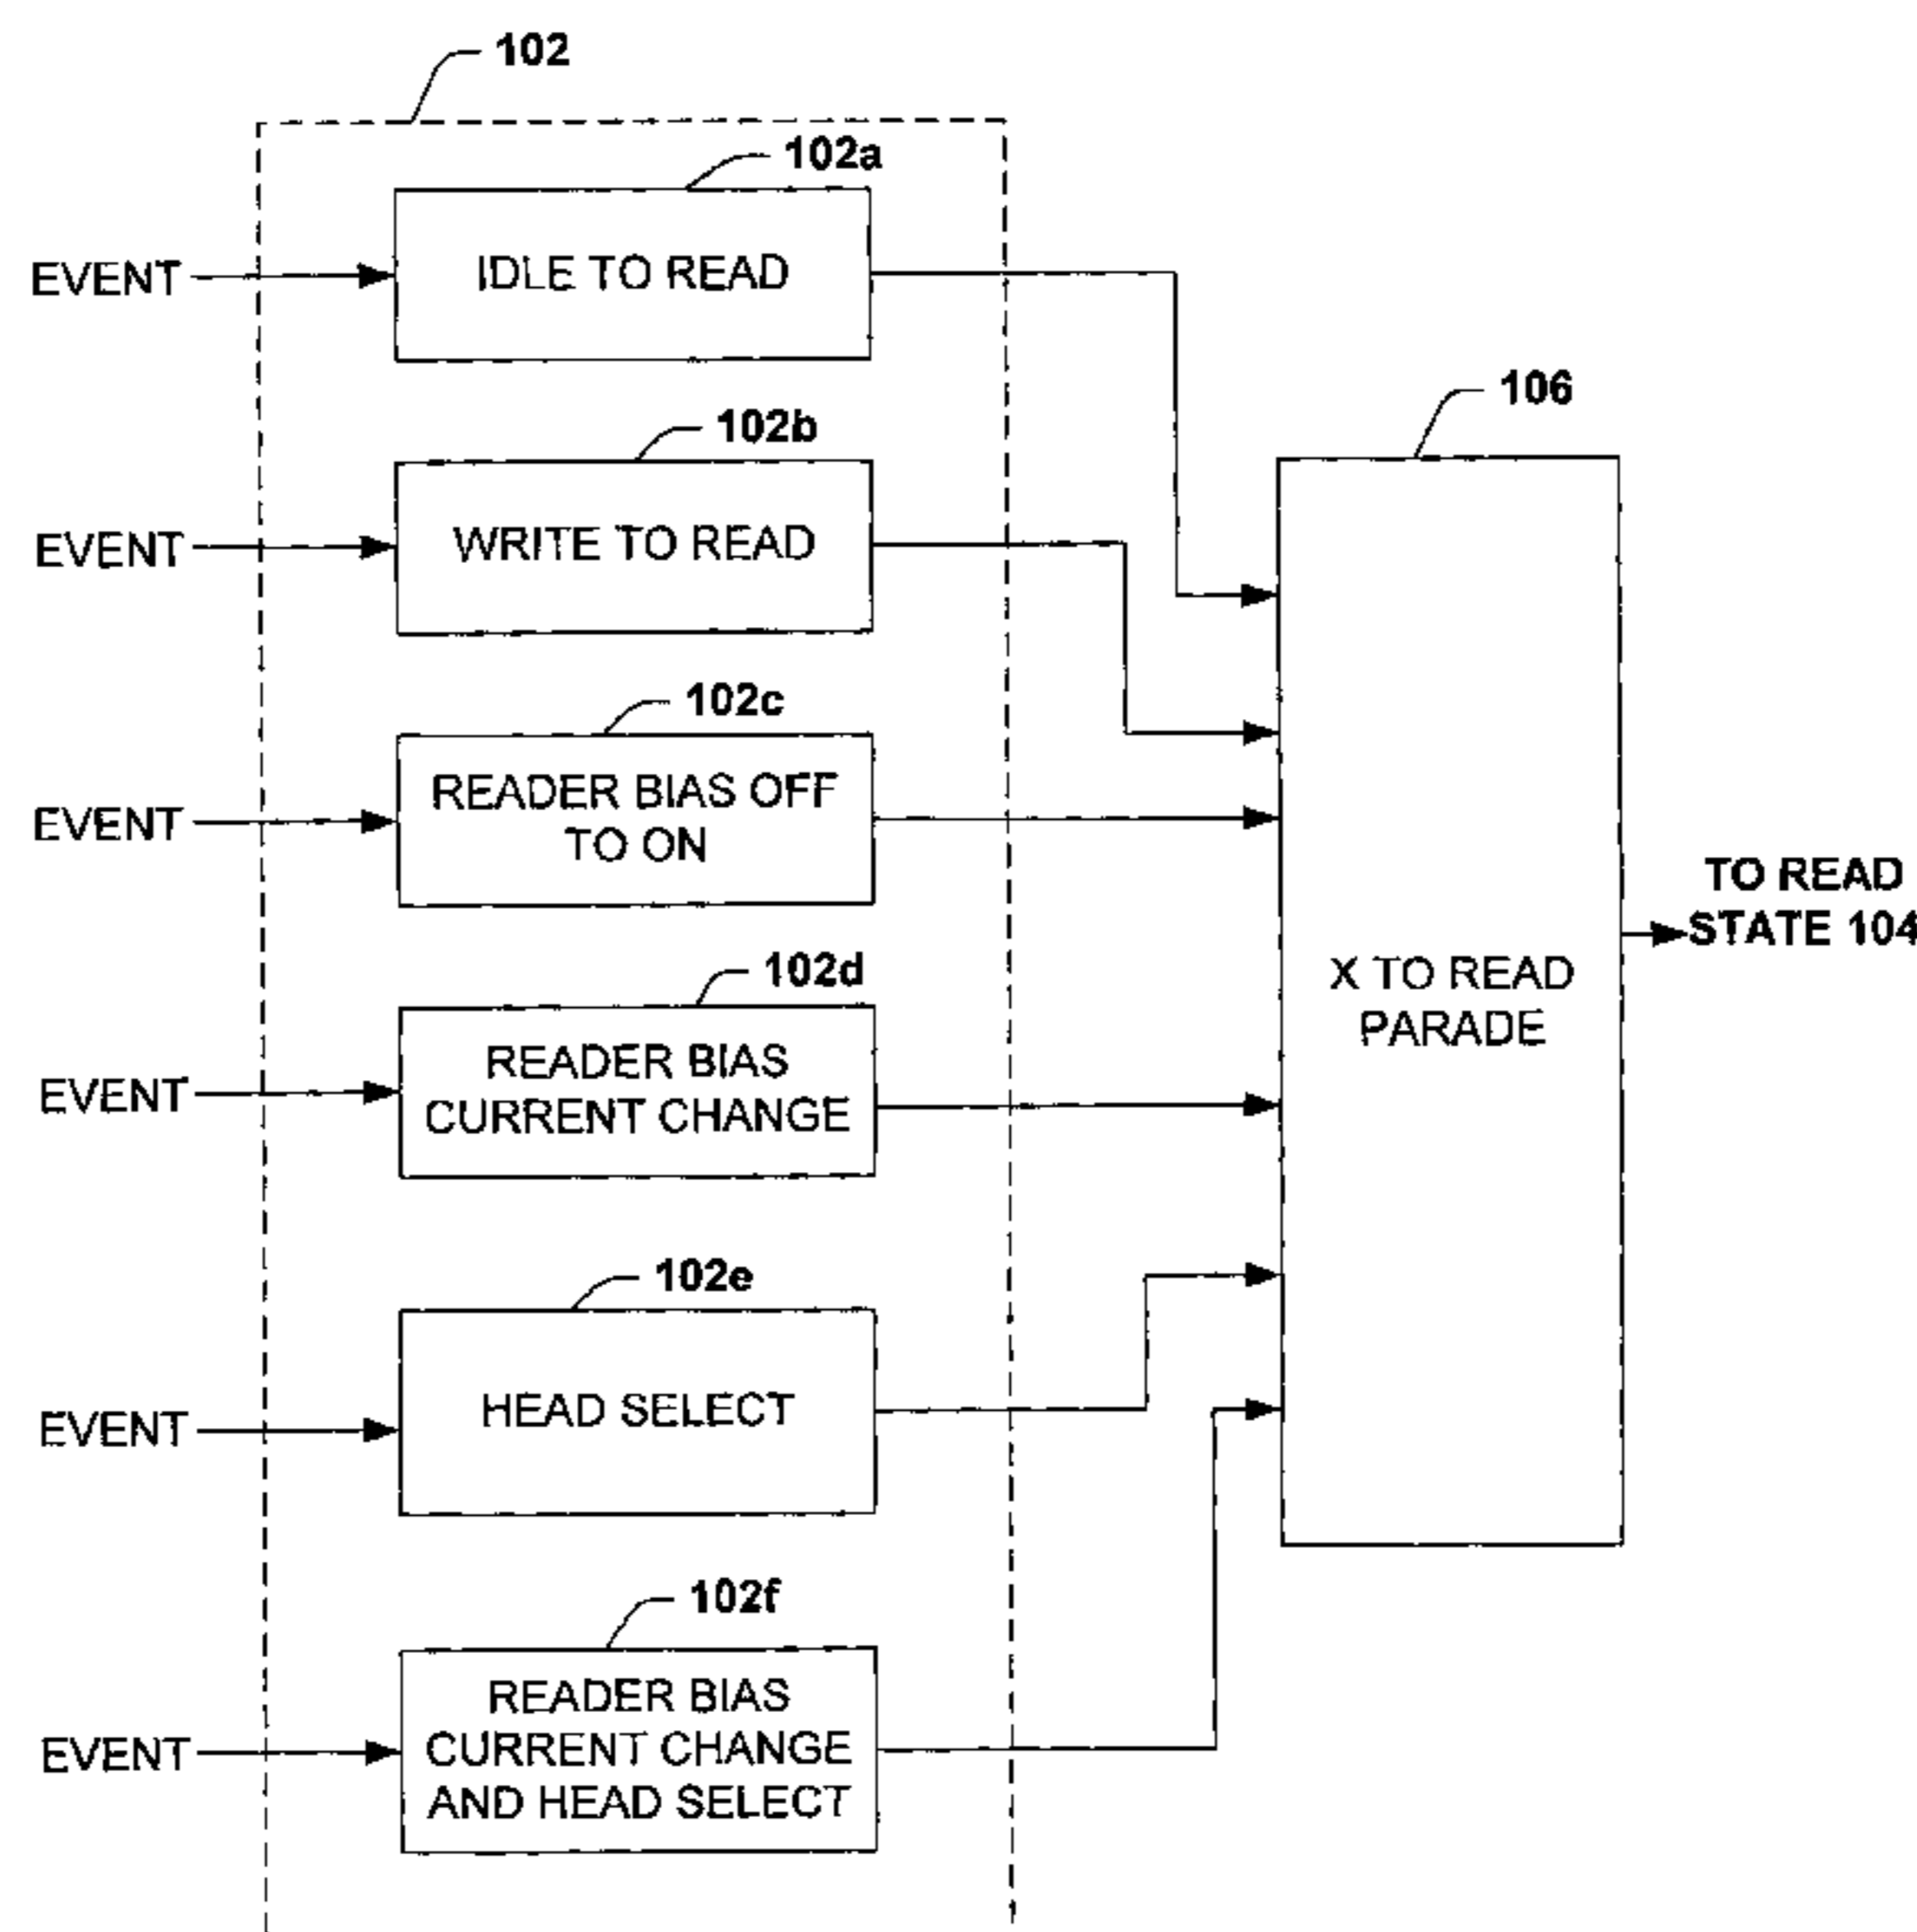 102
102a
EVENT
IDLE TO READ
106
102b
EVENT
WRITE TO READ
102c
EVENT
READER BIAS OFF
TO ON
TO READ
STATE 104
X TO READ
PARADE
102d
EVENT
READER BIAS
CURRENT CHANGE
102e
EVENT
HEAD SELECT
102f
EVENT
READER BIAS
CURRENT CHANGE
AND HEAD SELECT